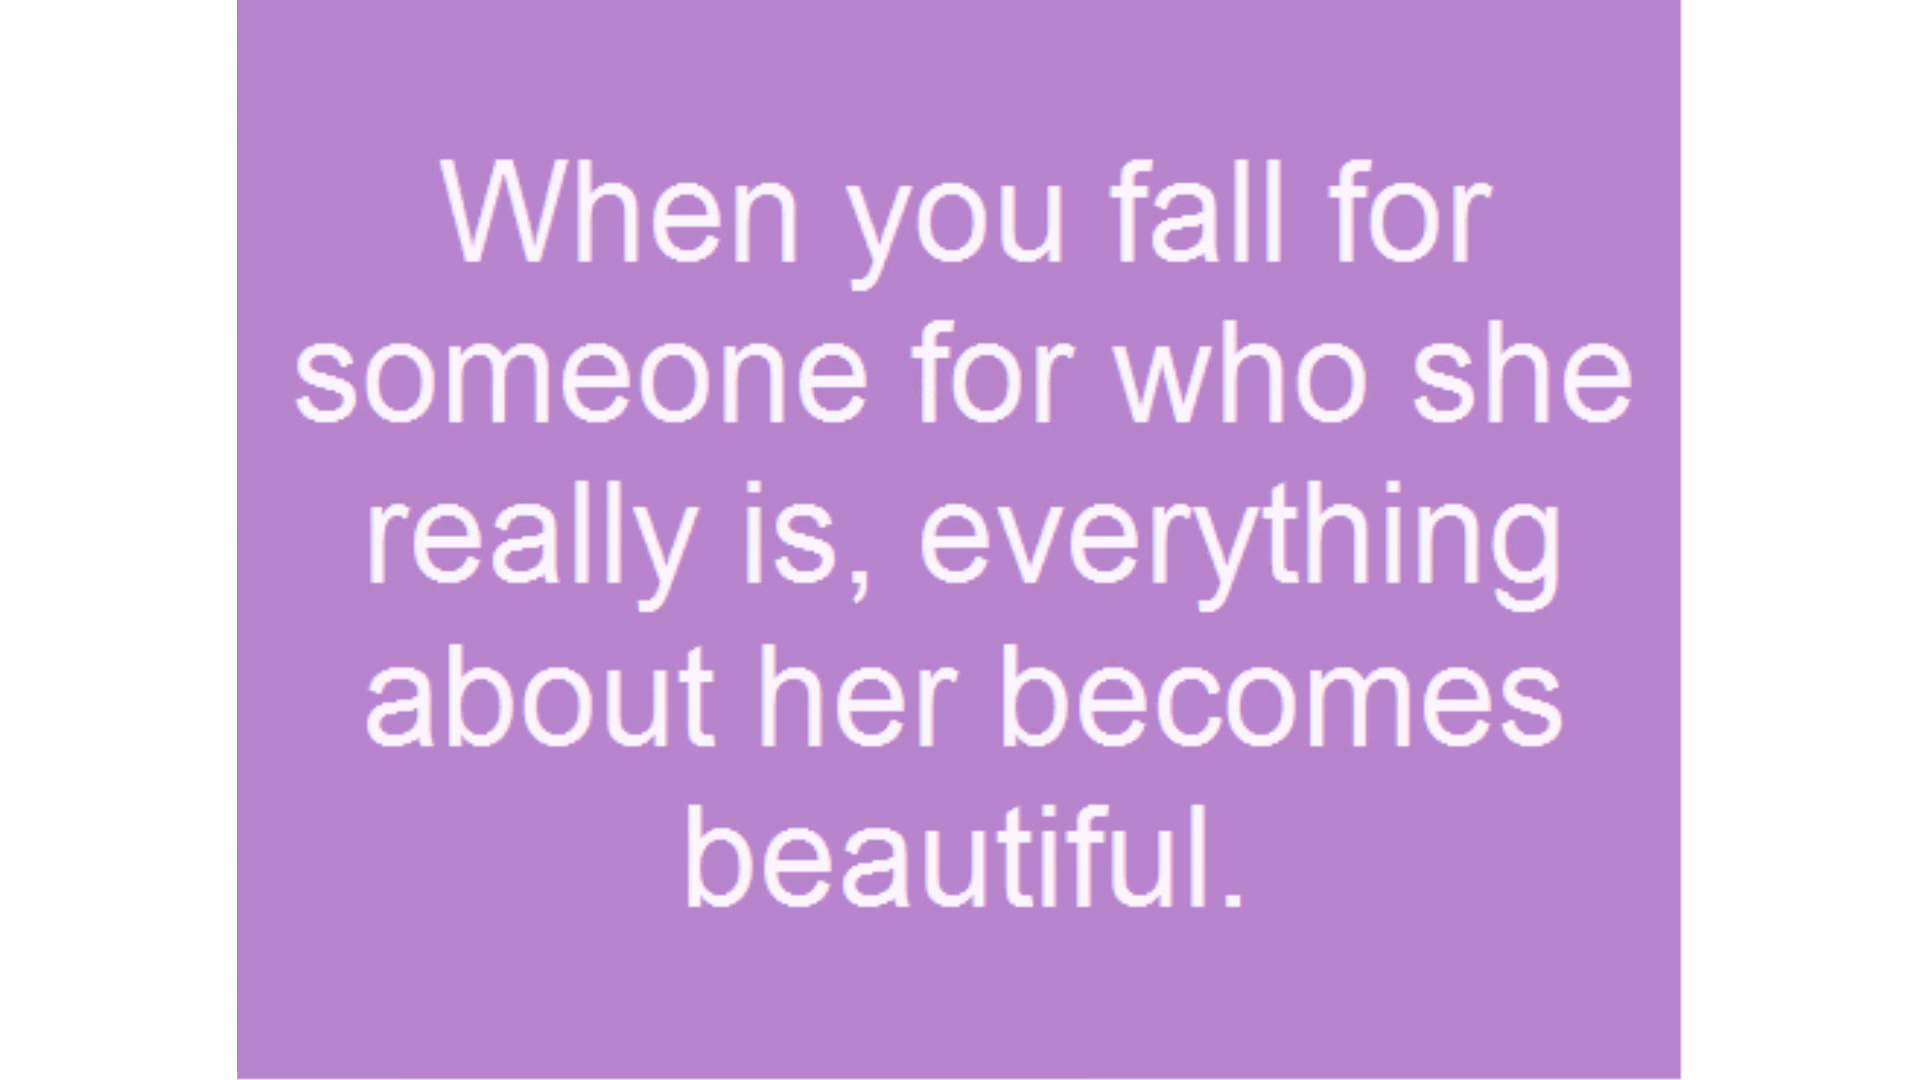 When you fall for
someone for who she
really is, everything
about her becomes
beautiful.